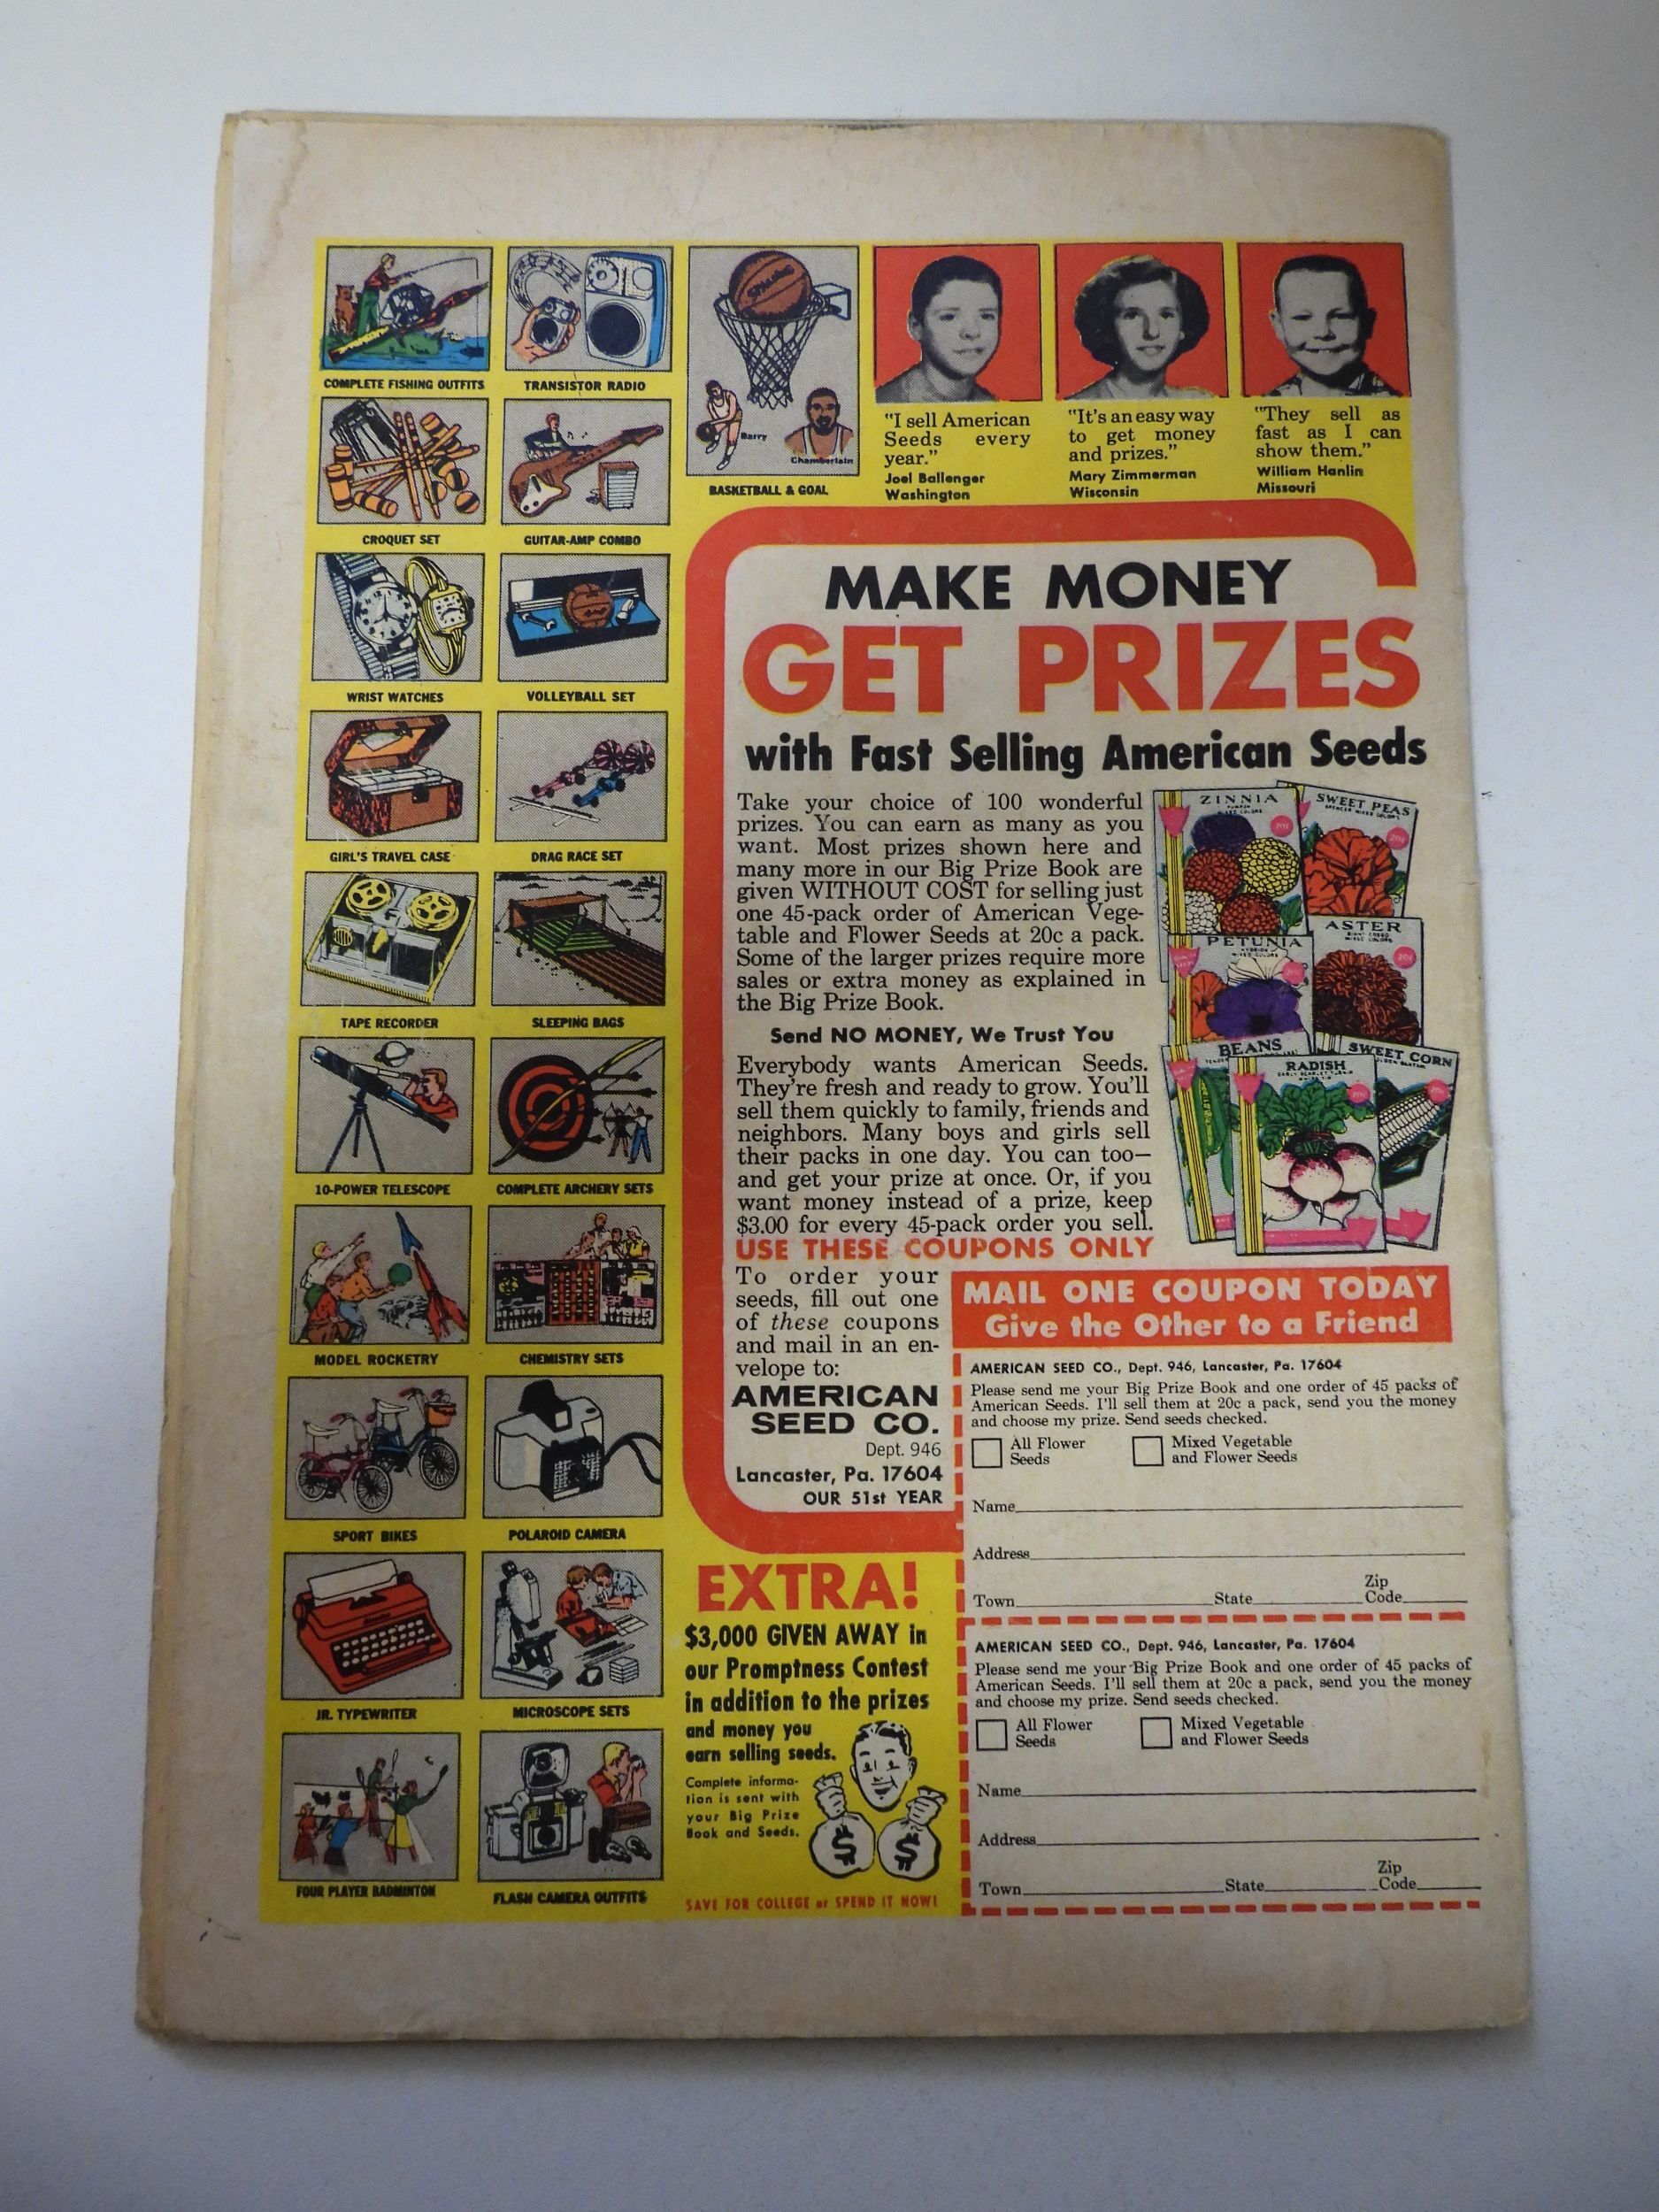 COMPLETE FISHING OUTFITS
TRANSISTOR RADIO
CROQUET SET
GUITAR-AMP COMBO
WRIST WATCHES
VOLLEYBALL SET
GIRL'S TRAVEL CASE
DRAG RACE SET
TAPE RECORDER
SLEEPING BAGS
10-POWER TELESCOPE
COMPLETE ARCHERY SETS
MODEL ROCKETRY
CHEMISTRY SETS
SPORT BIKES
POLAROID CAMERA
JR. TYPEWRITER
MICROSCOPE SETS
FOUR PLAYER BADMINTON
FLASH CAMERA OUTFITS
Spalding
Barry
Chamberlain
BASKETBALL & GOAL
"I sell American
Seeds every
year."
Joel Ballenger
Washington
"It's an easy way
to get money
and prizes."
Mary Zimmerman
Wisconsin
"They sell as
fast as I can
show them."
William Hanlin
Missouri
MAKE MONEY
GET PRIZES
with Fast Selling American Seeds
Take your choice of 100 wonderful
prizes. You can earn as many as you
want. Most prizes shown here and
many more in our Big Prize Book are
given WITHOUT COST for selling just
one 45-pack order of American Vege-
table and Flower Seeds at 20c a pack.
Some of the larger prizes require more
sales or extra money as explained in
the Big Prize Book.
Send NO MONEY, We Trust You
Everybody wants American Seeds.
They're fresh and ready to grow. You'll
sell them quickly to family, friends and
neighbors. Many boys and girls sell
their packs in one day. You can too—
and get your prize at once. Or, if you
want money instead of a prize, keep
$3.00 for every 45-pack order you sell.
USE THESE COUPONS ONLY
ZINNIA
SWEET PEAS
SPENCER MIXED COLORS
20¢
PETUNIA
MIXED COLORS
ASTER
MIXED COLORS
20¢
BEANS
RADISH
SWEET CORN
To order your
seeds, fill out one
of these coupons
and mail in an en-
velope to:
AMERICAN
SEED CO.
Dept. 946
Lancaster, Pa. 17604
OUR 51st YEAR
MAIL ONE COUPON TODAY
Give the Other to a Friend
AMERICAN SEED CO., Dept. 946, Lancaster, Pa. 17604
Please send me your Big Prize Book and one order of 45 packs of
American Seeds. I'll sell them at 20c a pack, send you the money
and choose my prize. Send seeds checked.
All Flower Seeds
Mixed Vegetable and Flower Seeds
Name
Address
Town State Zip Code
AMERICAN SEED CO., Dept. 946, Lancaster, Pa. 17604
Please send me your Big Prize Book and one order of 45 packs of
American Seeds. I'll sell them at 20c a pack, send you the money
and choose my prize. Send seeds checked.
All Flower Seeds
Mixed Vegetable and Flower Seeds
Name
Address
Town State Zip Code
EXTRA!
$3,000 GIVEN AWAY in
our Promptness Contest
in addition to the prizes
and money you
earn selling seeds.
Complete informa-
tion is sent with
your Big Prize
Book and Seeds.
$ $
SAVE FOR COLLEGE or SPEND IT NOW!